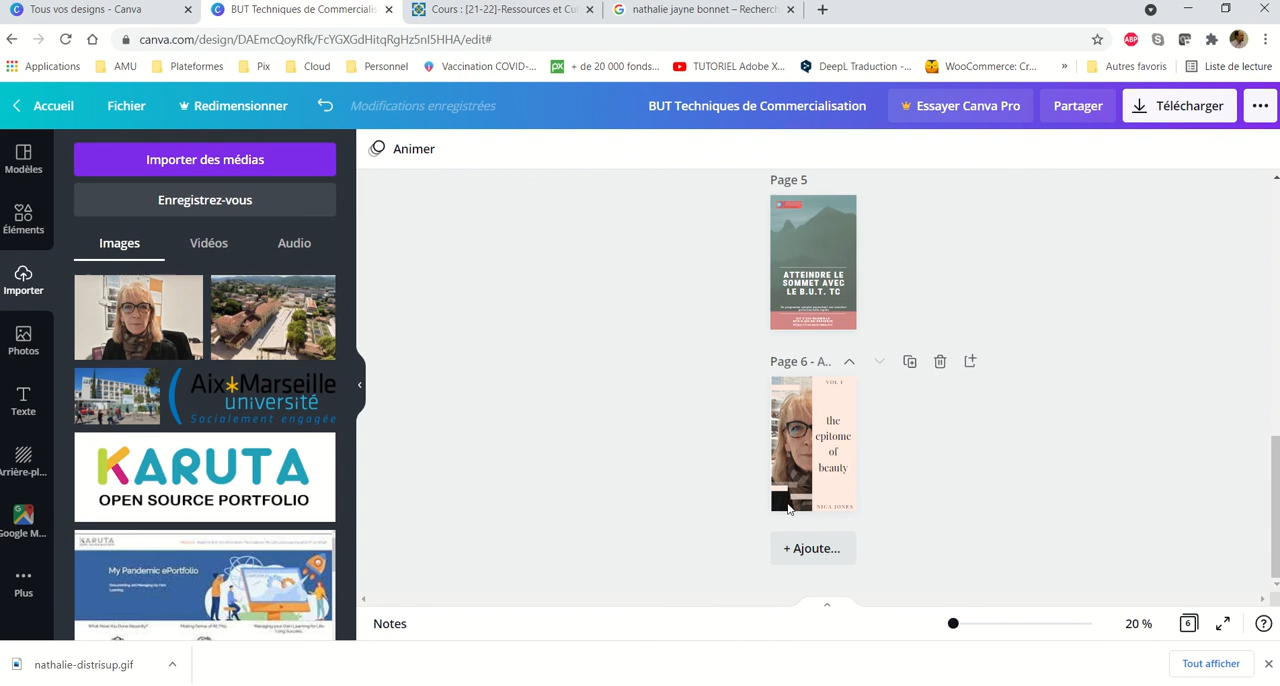 Tous vos designs - Canva
BUT Techniques de Commercialis
Cours : [21-22]-Ressources et Cul
nathalie jayne bonnet – Recherch
canva.com/design/DAEmcQoyRfk/FcYGXGdHitqRgHz5nI5HHA/edit#
Applications
AMU
Plateformes
Pix
Cloud
Personnel
Vaccination COVID-...
+ de 20 000 fonds...
TUTORIEL Adobe X...
DeepL Traduction -...
WooCommerce: Cr...
»
Autres favoris
Liste de lecture
Accueil
Fichier
Redimensionner
Modifications enregistrées
BUT Techniques de Commercialisation
Essayer Canva Pro
Partager
Télécharger
Modèles
Éléments
Importer
Photos
Texte
Arrière-pl...
Google M...
Plus
Importer des médias
Enregistrez-vous
Images
Vidéos
Audio
Aix*Marseille
université
Socialement engagée
KARUTA
OPEN SOURCE PORTFOLIO
KARUTA
My Pandemic ePortfolio
Animer
Page 5
ATTEINDRE LE
SOMMET AVEC
LE B.U.T. TC
Page 6 - A..
VOL I
the
epitome
of
beauty
NICA JONES
+ Ajoute...
Notes
20 %
6
nathalie-distrisup.gif
Tout afficher